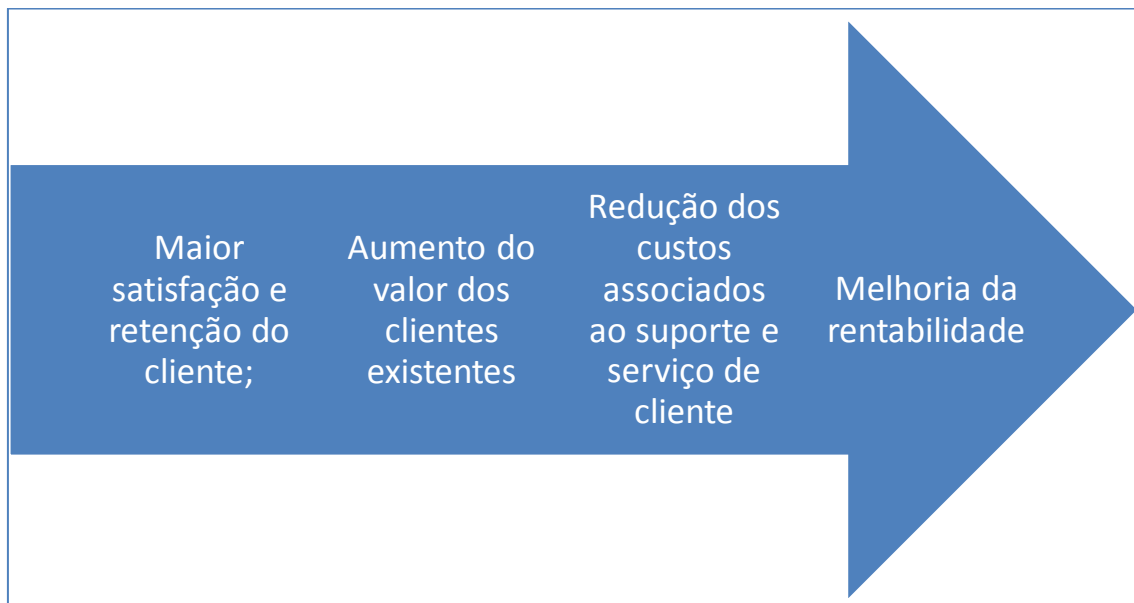 Maior
satisfação e
retenção do
cliente;
Aumento do
valor dos
clientes
existentes
Redução dos
custos
associados
ao suporte e
serviço de
cliente
Melhoria da
rentabilidade